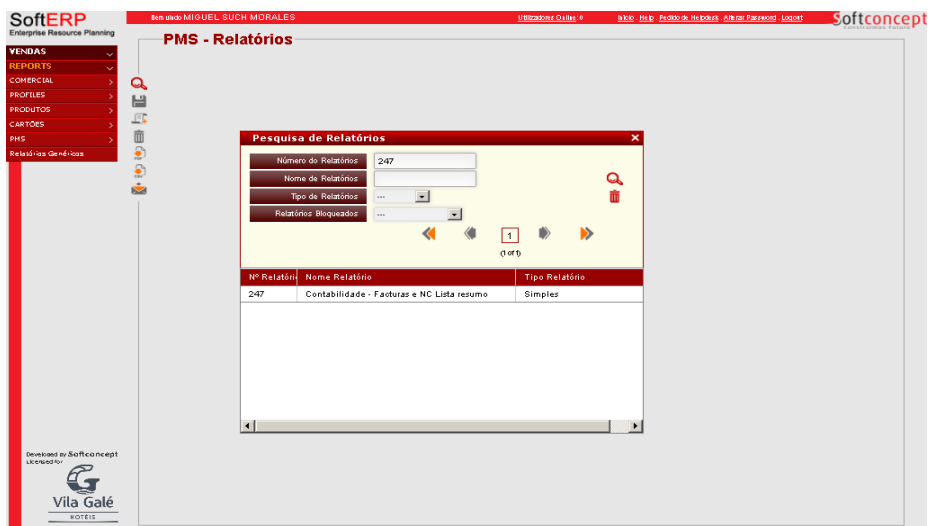 SoftERP
Enterprise Resource Planning
Bem vindo MIGUEL SUCH MORALES
Utilizadores Online: 0
Início . Help . Pedido de Helpdesk . Alterar Password . Logout
Softconcept
PMS - Relatórios
VENDAS
REPORTS
COMERCIAL
PROFILES
PRODUTOS
CARTÕES
PMS
Relatórios Genéricos
Pesquisa de Relatórios
Número do Relatórios 247
Nome de Relatórios
Tipo de Relatórios ---
Relatórios Bloqueados ---
1
(1 of 1)
Nº Relatóri Nome Relatório Tipo Relatório
247 Contabilidade - Facturas e NC Lista resumo Simples
Developed by Softconcept
Licensed for
Vila Galé
HOTÉIS